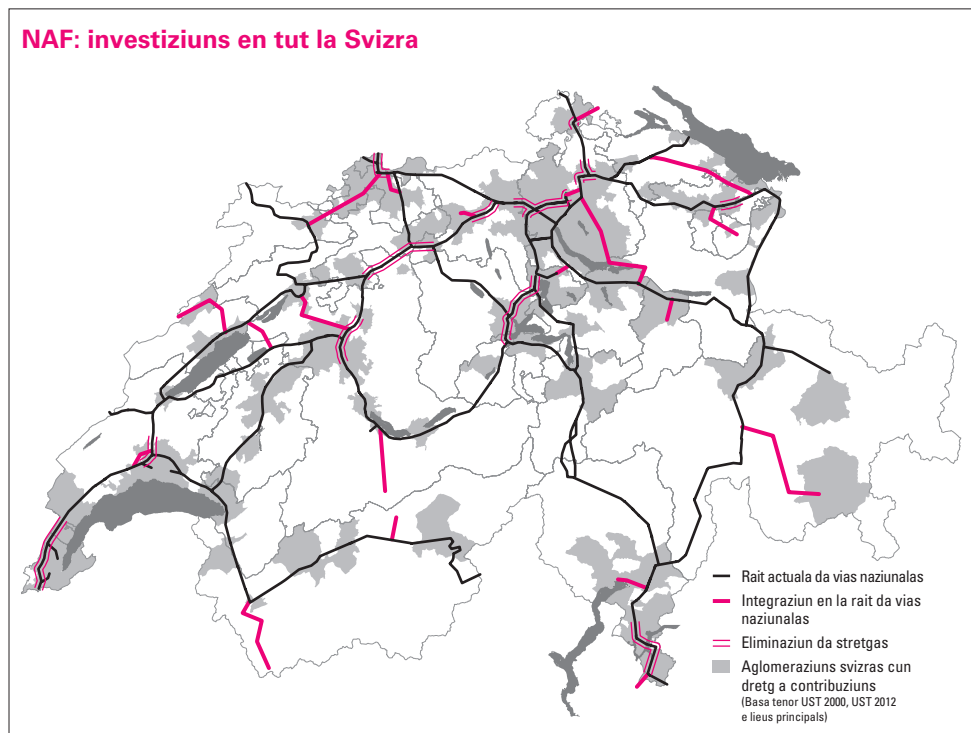 NAF: investiziuns en tut la Svizra
Rait actuala da vias naziunalas
Integraziun en la rait da vias
naziunalas
Eliminaziun da stretgas
Aglomeraziuns svizras cun
dretg a contribuziuns
(Basa tenor UST 2000, UST 2012
e lieus principals)